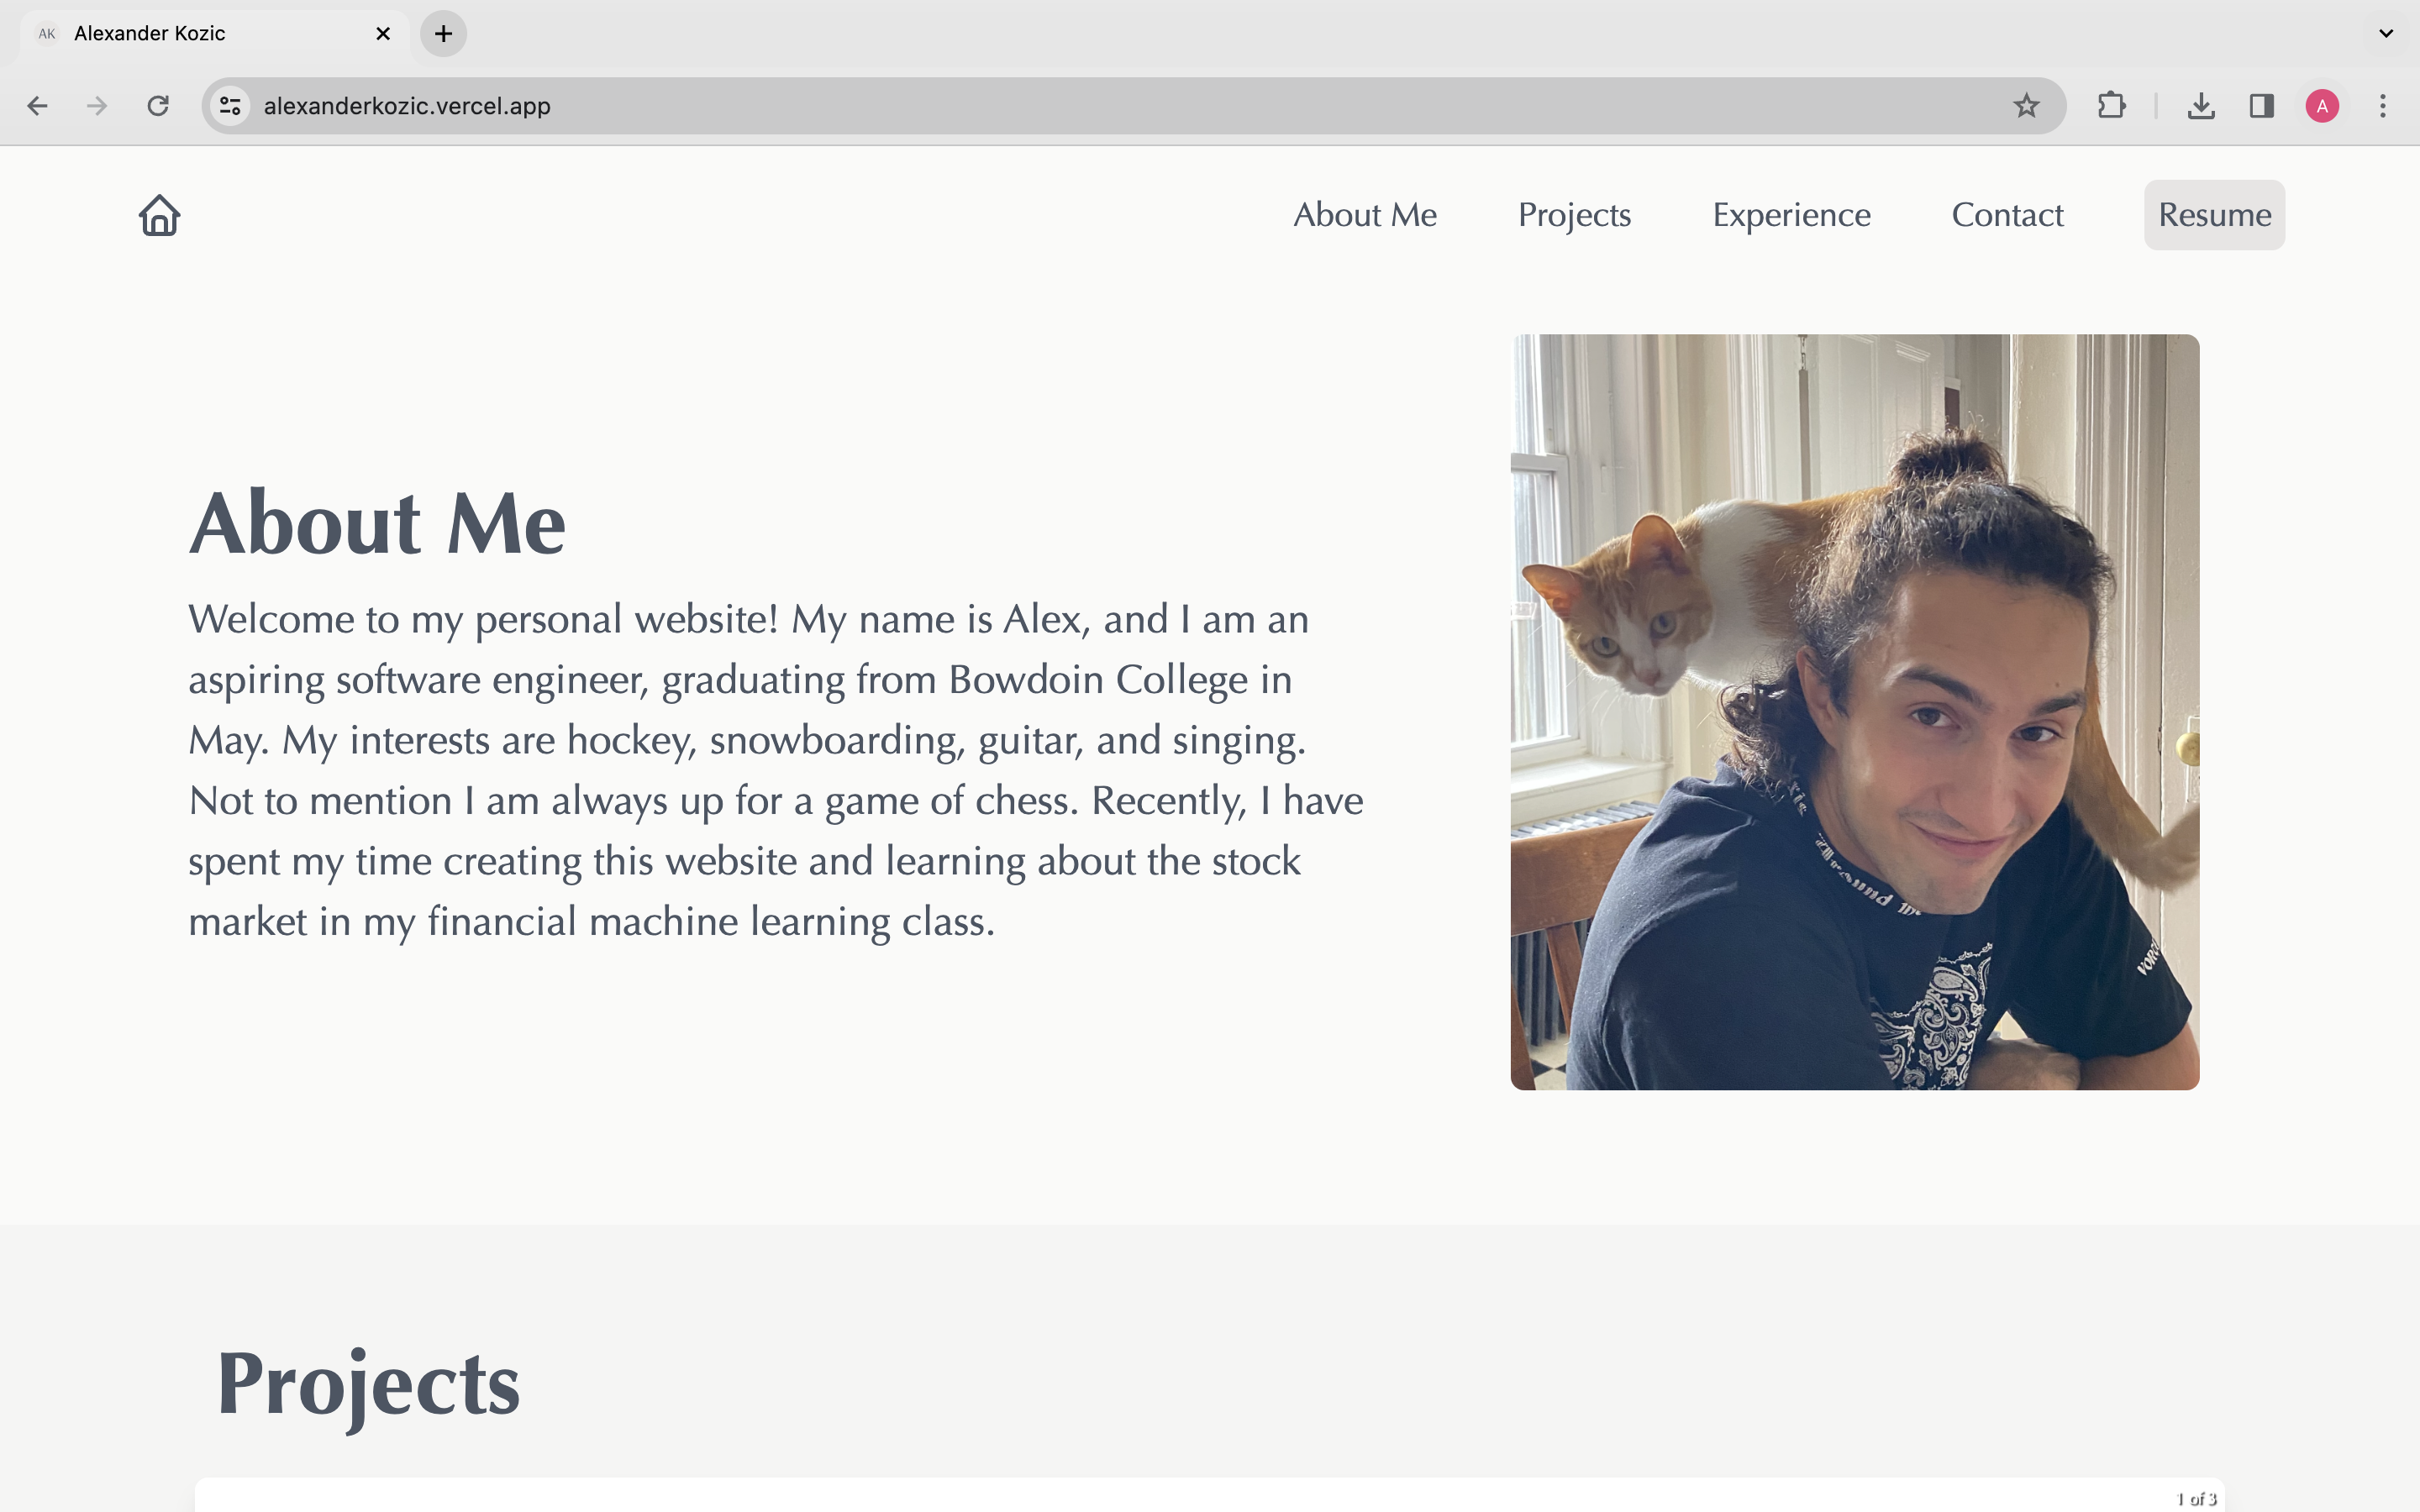 AK Alexander Kozic
alexanderkozic.vercel.app
A
About Me Projects Experience Contact Resume
About Me
Welcome to my personal website! My name is Alex, and I am an
aspiring software engineer, graduating from Bowdoin College in
May. My interests are hockey, snowboarding, guitar, and singing.
Not to mention I am always up for a game of chess. Recently, I have
spent my time creating this website and learning about the stock
market in my financial machine learning class.
Projects
1 of 3